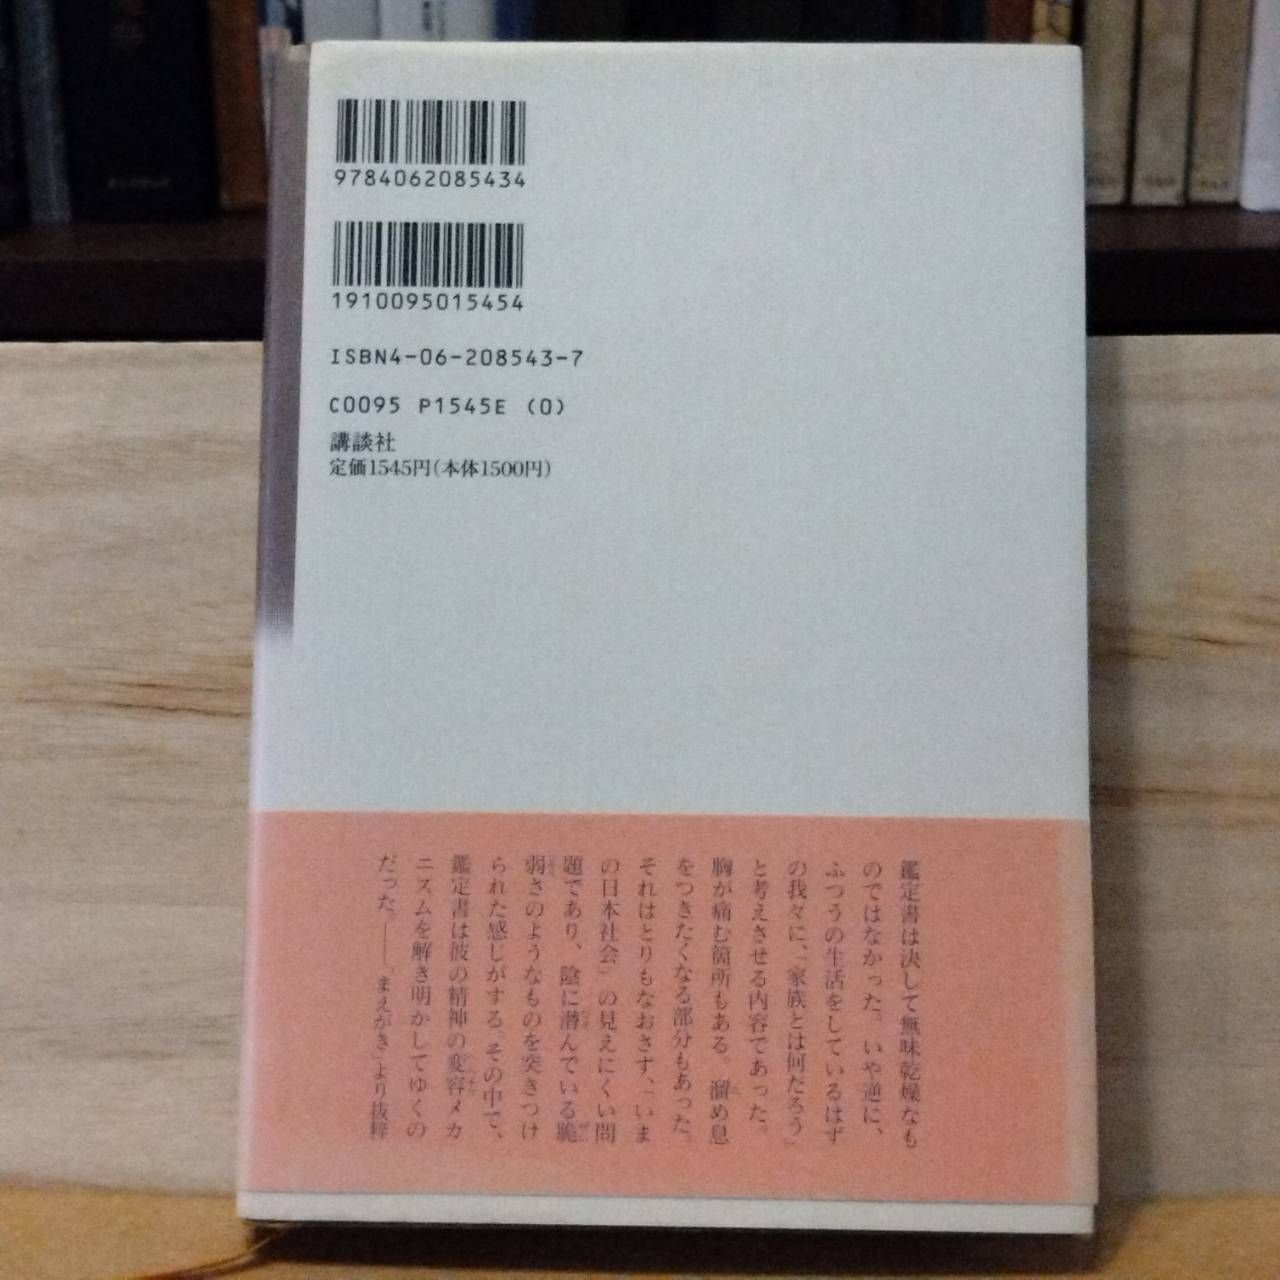 9784062085434
1910095015454
ISBN4-06-208543-7
C0095 P1545E (0)
講談社
定価1545円(本体1500円)
鑑定書は決して無味乾燥なも
のではなかった。いや逆に、
ふつうの生活をしているはず
の我々に、「家族とは何だろう」
と考えさせる内容であった。
胸が痛む箇所もある。溜め息
をつきたくなる部分もあった。
それはとりもなおさず、「いま
の日本社会」の見えにくい問
題であり、陰に潜んでいる脆
弱さのようなものを突きつけ
られた感じがする。その中で、
鑑定書は彼の精神の変容メカ
ニズムを解き明かしてゆくの
だった。——「まえがき」より抜粋